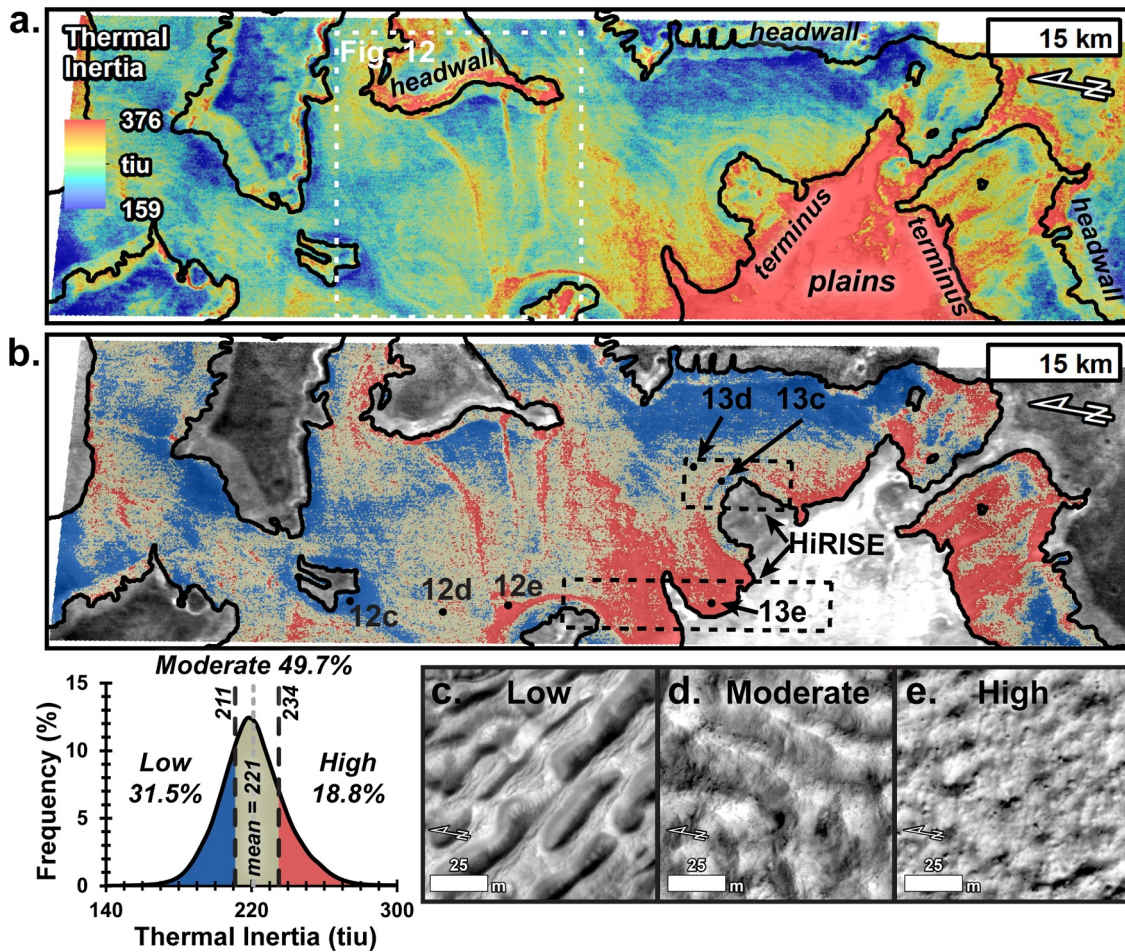 a.
Thermal
Inertia
376
tiu
159
Fig. 12
headwall
headwall
15 km
N
terminus
plains
terminus
headwall
b.
15 km
N
13d 13c
HiRISE
12c
12d
12e
13e
Moderate 49.7%
15
10
5
0
Frequency (%)
211
234
Low
31.5%
mean = 221
High
18.8%
140
220
300
Thermal Inertia (tiu)
c. Low
N
25
m
d. Moderate
N
25
m
e. High
N
25
m